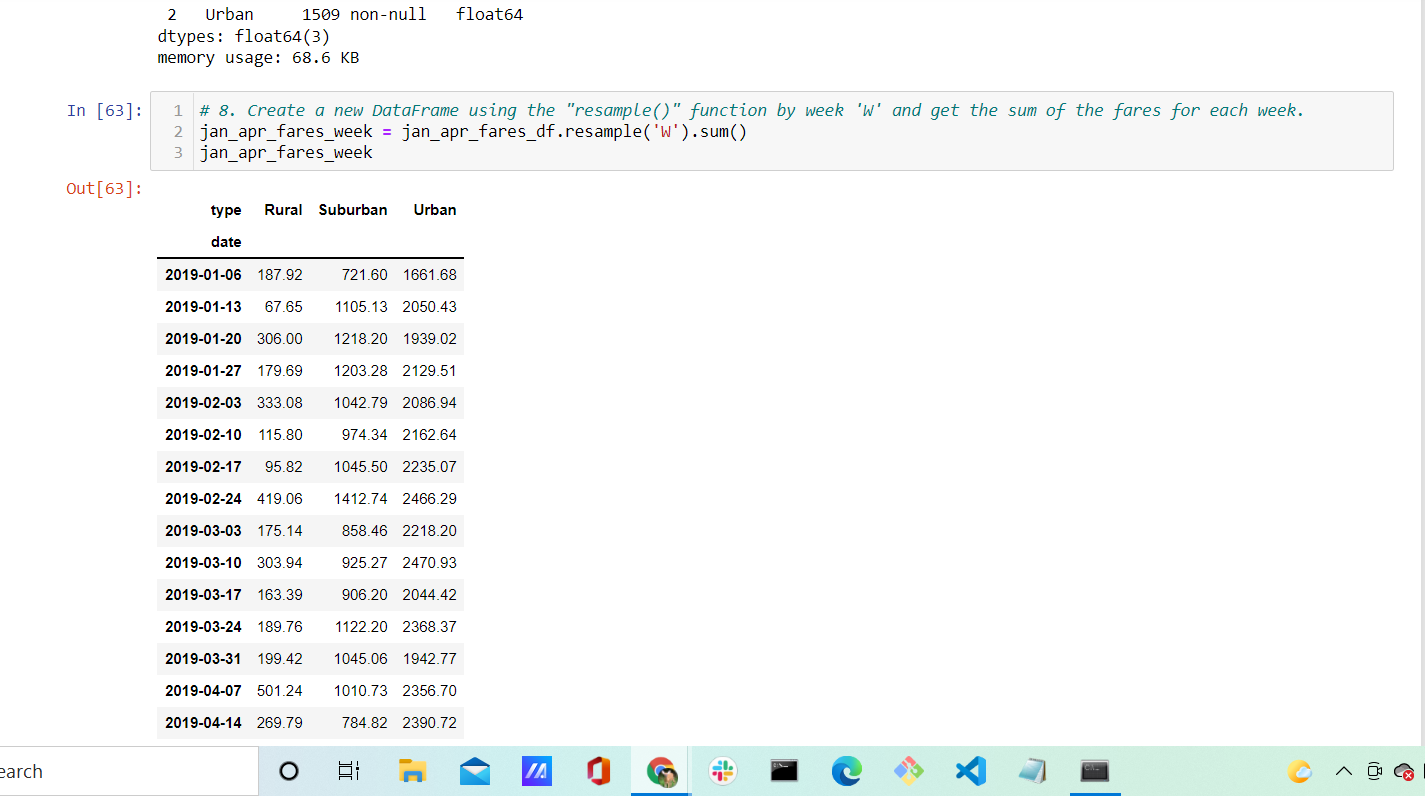 2 Urban 1509 non-null float64
dtypes: float64(3)
memory usage: 68.6 KB
In [63]: 1 # 8. Create a new DataFrame using the "resample()" function by week 'W' and get the sum of the fares for each week.
2 jan_apr_fares_week = jan_apr_fares_df.resample('W').sum()
3 jan_apr_fares_week
Out[63]:
type Rural Suburban Urban
date
2019-01-06 187.92 721.60 1661.68
2019-01-13 67.65 1105.13 2050.43
2019-01-20 306.00 1218.20 1939.02
2019-01-27 179.69 1203.28 2129.51
2019-02-03 333.08 1042.79 2086.94
2019-02-10 115.80 974.34 2162.64
2019-02-17 95.82 1045.50 2235.07
2019-02-24 419.06 1412.74 2466.29
2019-03-03 175.14 858.46 2218.20
2019-03-10 303.94 925.27 2470.93
2019-03-17 163.39 906.20 2044.42
2019-03-24 189.76 1122.20 2368.37
2019-03-31 199.42 1045.06 1942.77
2019-04-07 501.24 1010.73 2356.70
2019-04-14 269.79 784.82 2390.72
earch